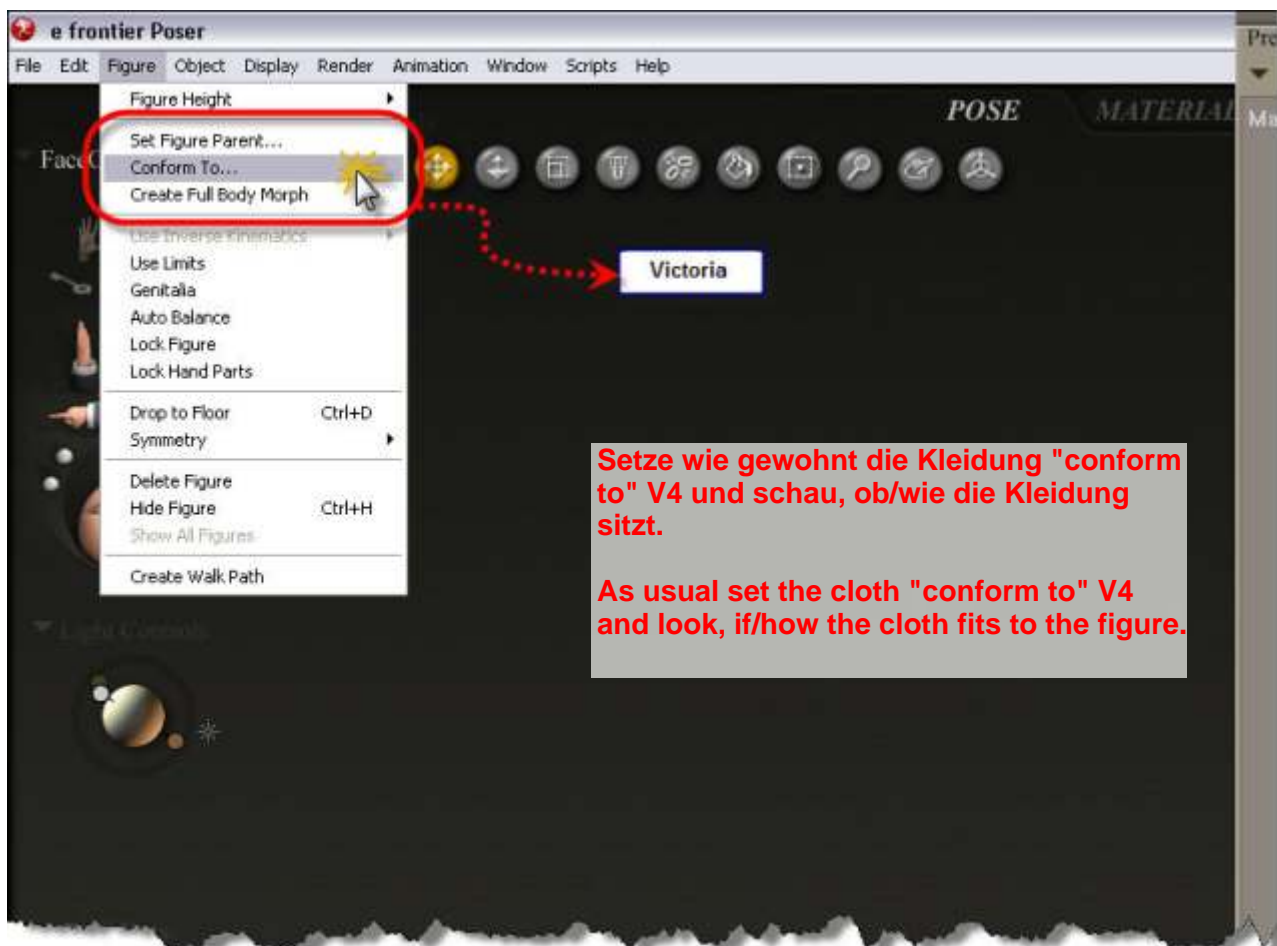 e frontier Poser
File Edit Figure Object Display Render Animation Window Scripts Help
Pre
Figure Height
POSE
MATERIAL
Ma
Set Figure Parent...
Conform To...
Create Full Body Morph
Use Inverse Kinematics
Use Limits
Genitalia
Auto Balance
Lock Figure
Lock Hand Parts
Drop to Floor Ctrl+D
Symmetry
Delete Figure
Hide Figure Ctrl+H
Show All Figures
Create Walk Path
Victoria
Setze wie gewohnt die Kleidung "conform
to" V4 und schau, ob/wie die Kleidung
sitzt.
As usual set the cloth "conform to" V4
and look, if/how the cloth fits to the figure.
Light Controls